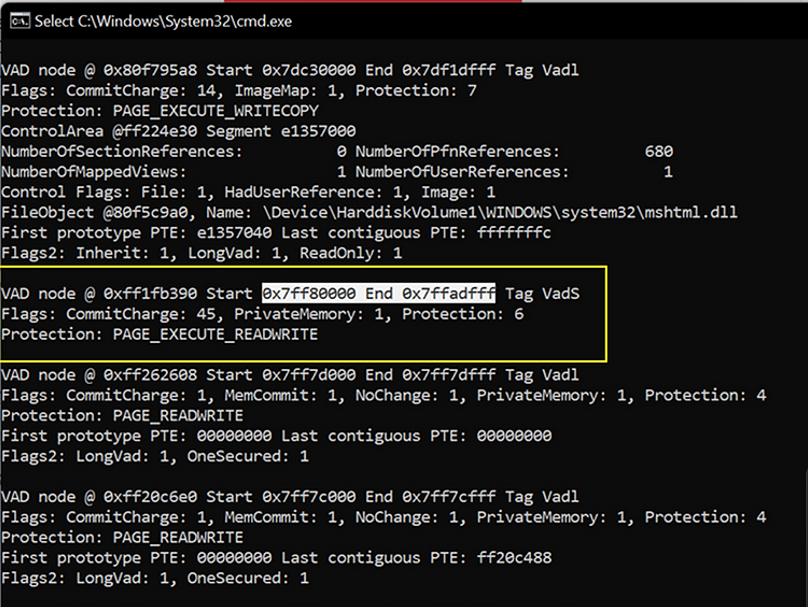 Select C:\Windows\System32\cmd.exe
VAD node @ 0x80f795a8 Start 0x7dc30000 End 0x7df1dfff Tag Vadl
Flags: CommitCharge: 14, ImageMap: 1, Protection: 7
Protection: PAGE_EXECUTE_WRITECOPY
ControlArea @ff224e30 Segment e1357000
NumberOfSectionReferences: 0 NumberOfPfnReferences: 680
NumberOfMappedViews: 1 NumberOfUserReferences: 1
Control Flags: File: 1, HadUserReference: 1, Image: 1
FileObject @80f5c9a0, Name: \Device\HarddiskVolume1\WINDOWS\system32\mshtml.dll
First prototype PTE: e1357040 Last contiguous PTE: fffffffc
Flags2: Inherit: 1, LongVad: 1, ReadOnly: 1
VAD node @ 0xff1fb390 Start 0x7ff80000 End 0x7ffadfff Tag VadS
Flags: CommitCharge: 45, PrivateMemory: 1, Protection: 6
Protection: PAGE_EXECUTE_READWRITE
VAD node @ 0xff262608 Start 0x7ff7d000 End 0x7ff7dfff Tag Vadl
Flags: CommitCharge: 1, MemCommit: 1, NoChange: 1, PrivateMemory: 1, Protection: 4
Protection: PAGE_READWRITE
First prototype PTE: 00000000 Last contiguous PTE: 00000000
Flags2: LongVad: 1, OneSecured: 1
VAD node @ 0xff20c6e0 Start 0x7ff7c000 End 0x7ff7cfff Tag Vadl
Flags: CommitCharge: 1, MemCommit: 1, NoChange: 1, PrivateMemory: 1, Protection: 4
Protection: PAGE_READWRITE
First prototype PTE: 00000000 Last contiguous PTE: ff20c488
Flags2: LongVad: 1, OneSecured: 1